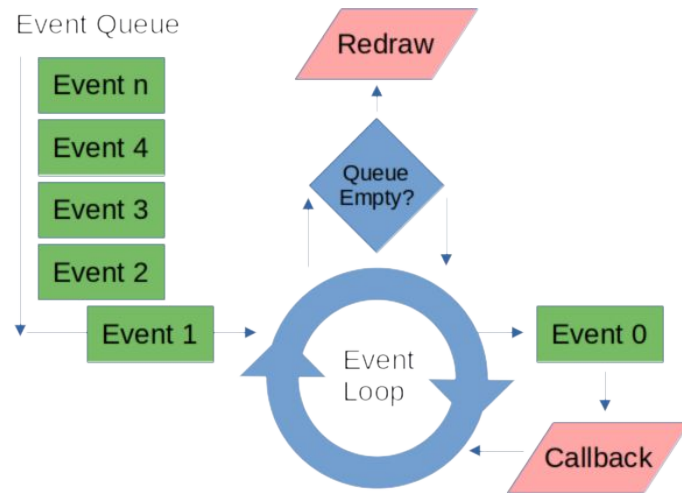 Event Queue
Redraw
Event n
Event 4
Queue
Empty?
Event 3
Event 2
Event 1
Event 0
Event
Loop
Callback